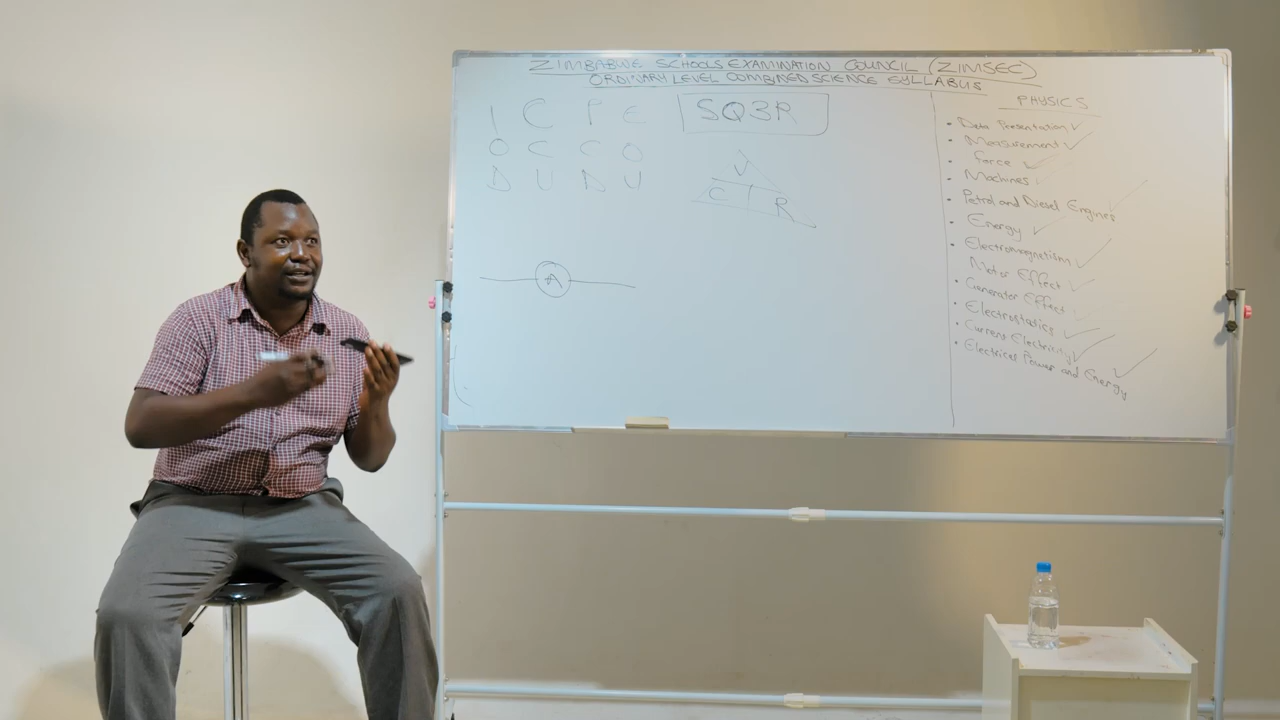 ZIMBABWE SCHOOLS EXAMINATION COUNCIL (ZIMSEC)
ORDINARY LEVEL COMBINED SCIENCE SYLLABUS
I C P E
O C C O
D U D U
SQ3R
V
C R
A
PHYSICS
• Data Presentation ✓
• Measurement ✓
• Force ✓
• Machines ✓
• Petrol and Diesel Engines ✓
• Energy ✓
• Electromagnetism ✓
Motor Effect ✓
• Generator Effect ✓
• Electrostatics ✓
• Current Electricity ✓
• Electrical Power and Energy ✓